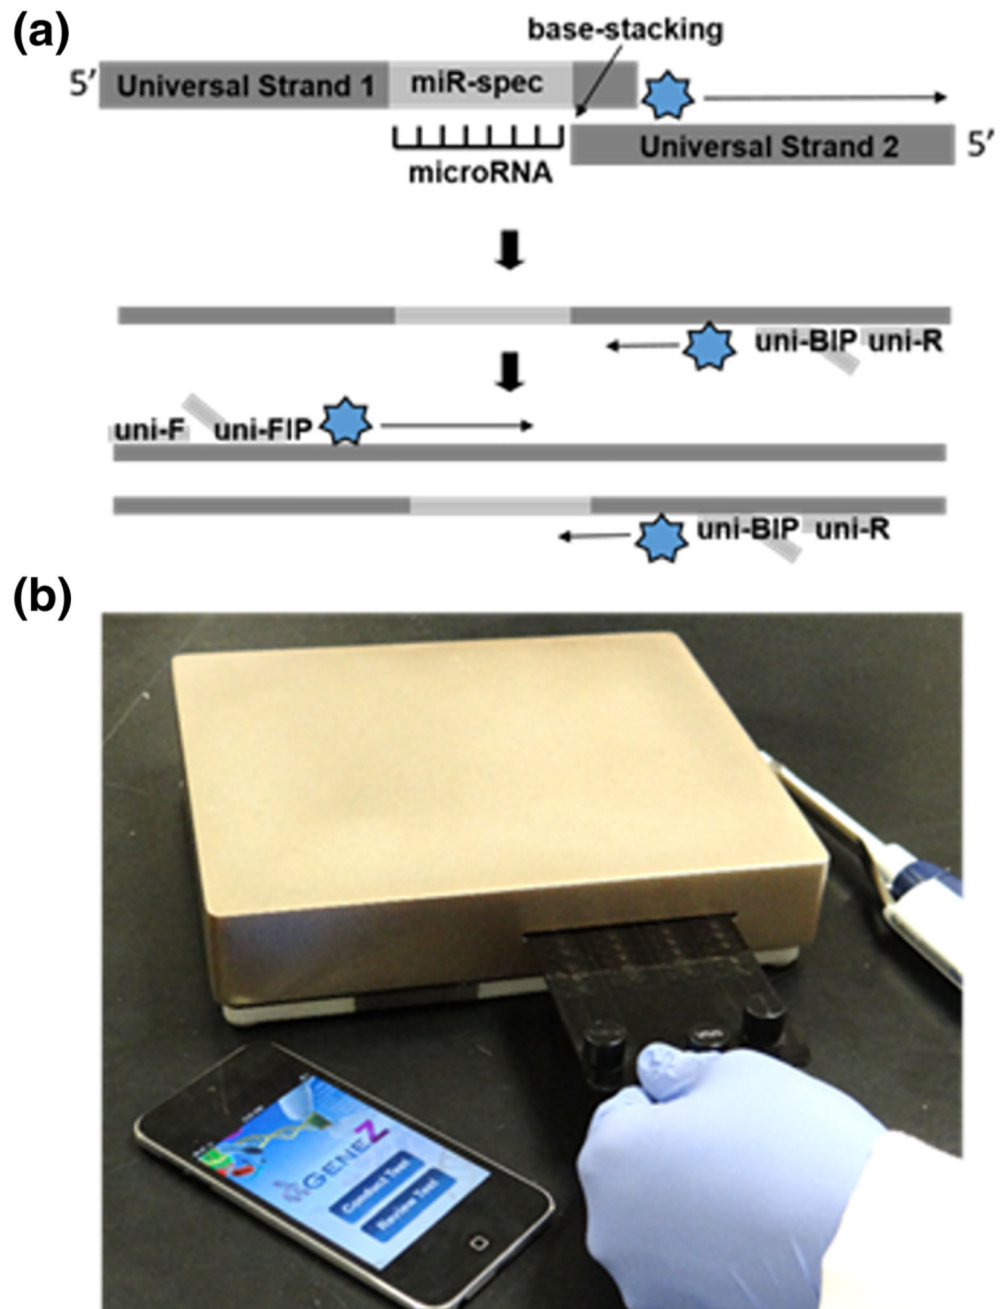 (a)
base-stacking
5’ Universal Strand 1 miR-spec
Universal Strand 2 5’
microRNA
uni-BIP uni-R
uni-F uni-FIP
uni-BIP uni-R
(b)
GENEZ
Conduct Test
Review Test